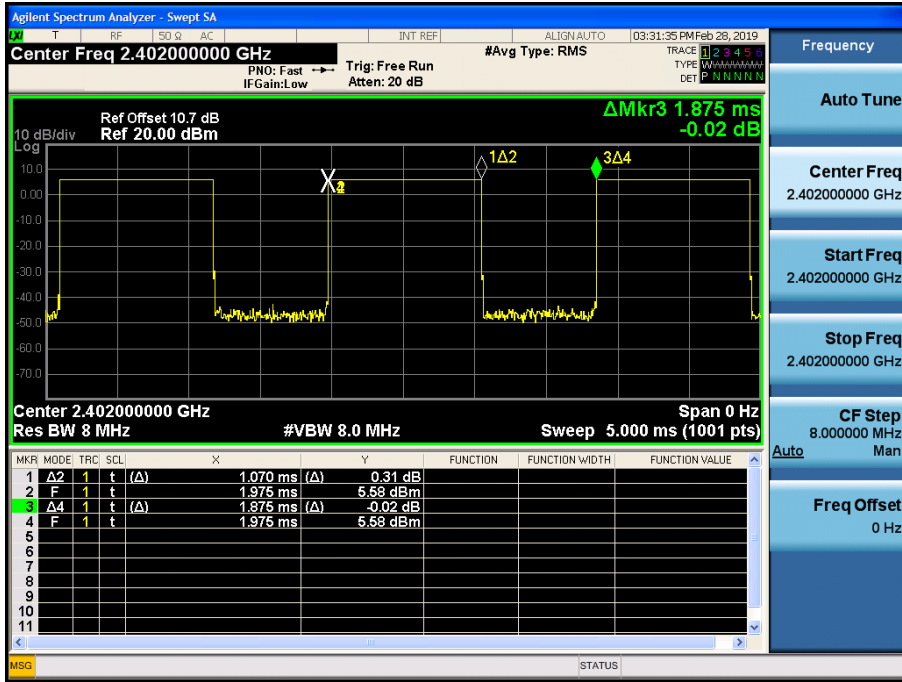 Agilent Spectrum Analyzer - Swept SA
LXI T RF 50 Ω AC INT REF ALIGN AUTO 03:31:35 PM Feb 28, 2019
Center Freq 2.402000000 GHz
PNO: Fast
IFGain:Low
Trig: Free Run
Atten: 20 dB
#Avg Type: RMS
TRACE 1 2 3 4 5 6
TYPE WWWWWW
DET P N N N N N
Ref Offset 10.7 dB
10 dB/div Ref 20.00 dBm
Log
ΔMkr3 1.875 ms
-0.02 dB
10.0
0.00
-10.0
-20.0
-30.0
-40.0
-50.0
-60.0
-70.0
X
1Δ2
3Δ4
Center 2.402000000 GHz Span 0 Hz
Res BW 8 MHz #VBW 8.0 MHz Sweep 5.000 ms (1001 pts)
MKR MODE TRC SCL X Y FUNCTION FUNCTION WIDTH FUNCTION VALUE
1 Δ2 1 t (Δ) 1.070 ms (Δ) 0.31 dB
2 F 1 t 1.975 ms 5.58 dBm
3 Δ4 1 t (Δ) 1.875 ms (Δ) -0.02 dB
4 F 1 t 1.975 ms 5.58 dBm
5
6
7
8
9
10
11
MSG STATUS
Frequency
Auto Tune
Center Freq
2.402000000 GHz
Start Freq
2.402000000 GHz
Stop Freq
2.402000000 GHz
CF Step
8.000000 MHz
Auto Man
Freq Offset
0 Hz